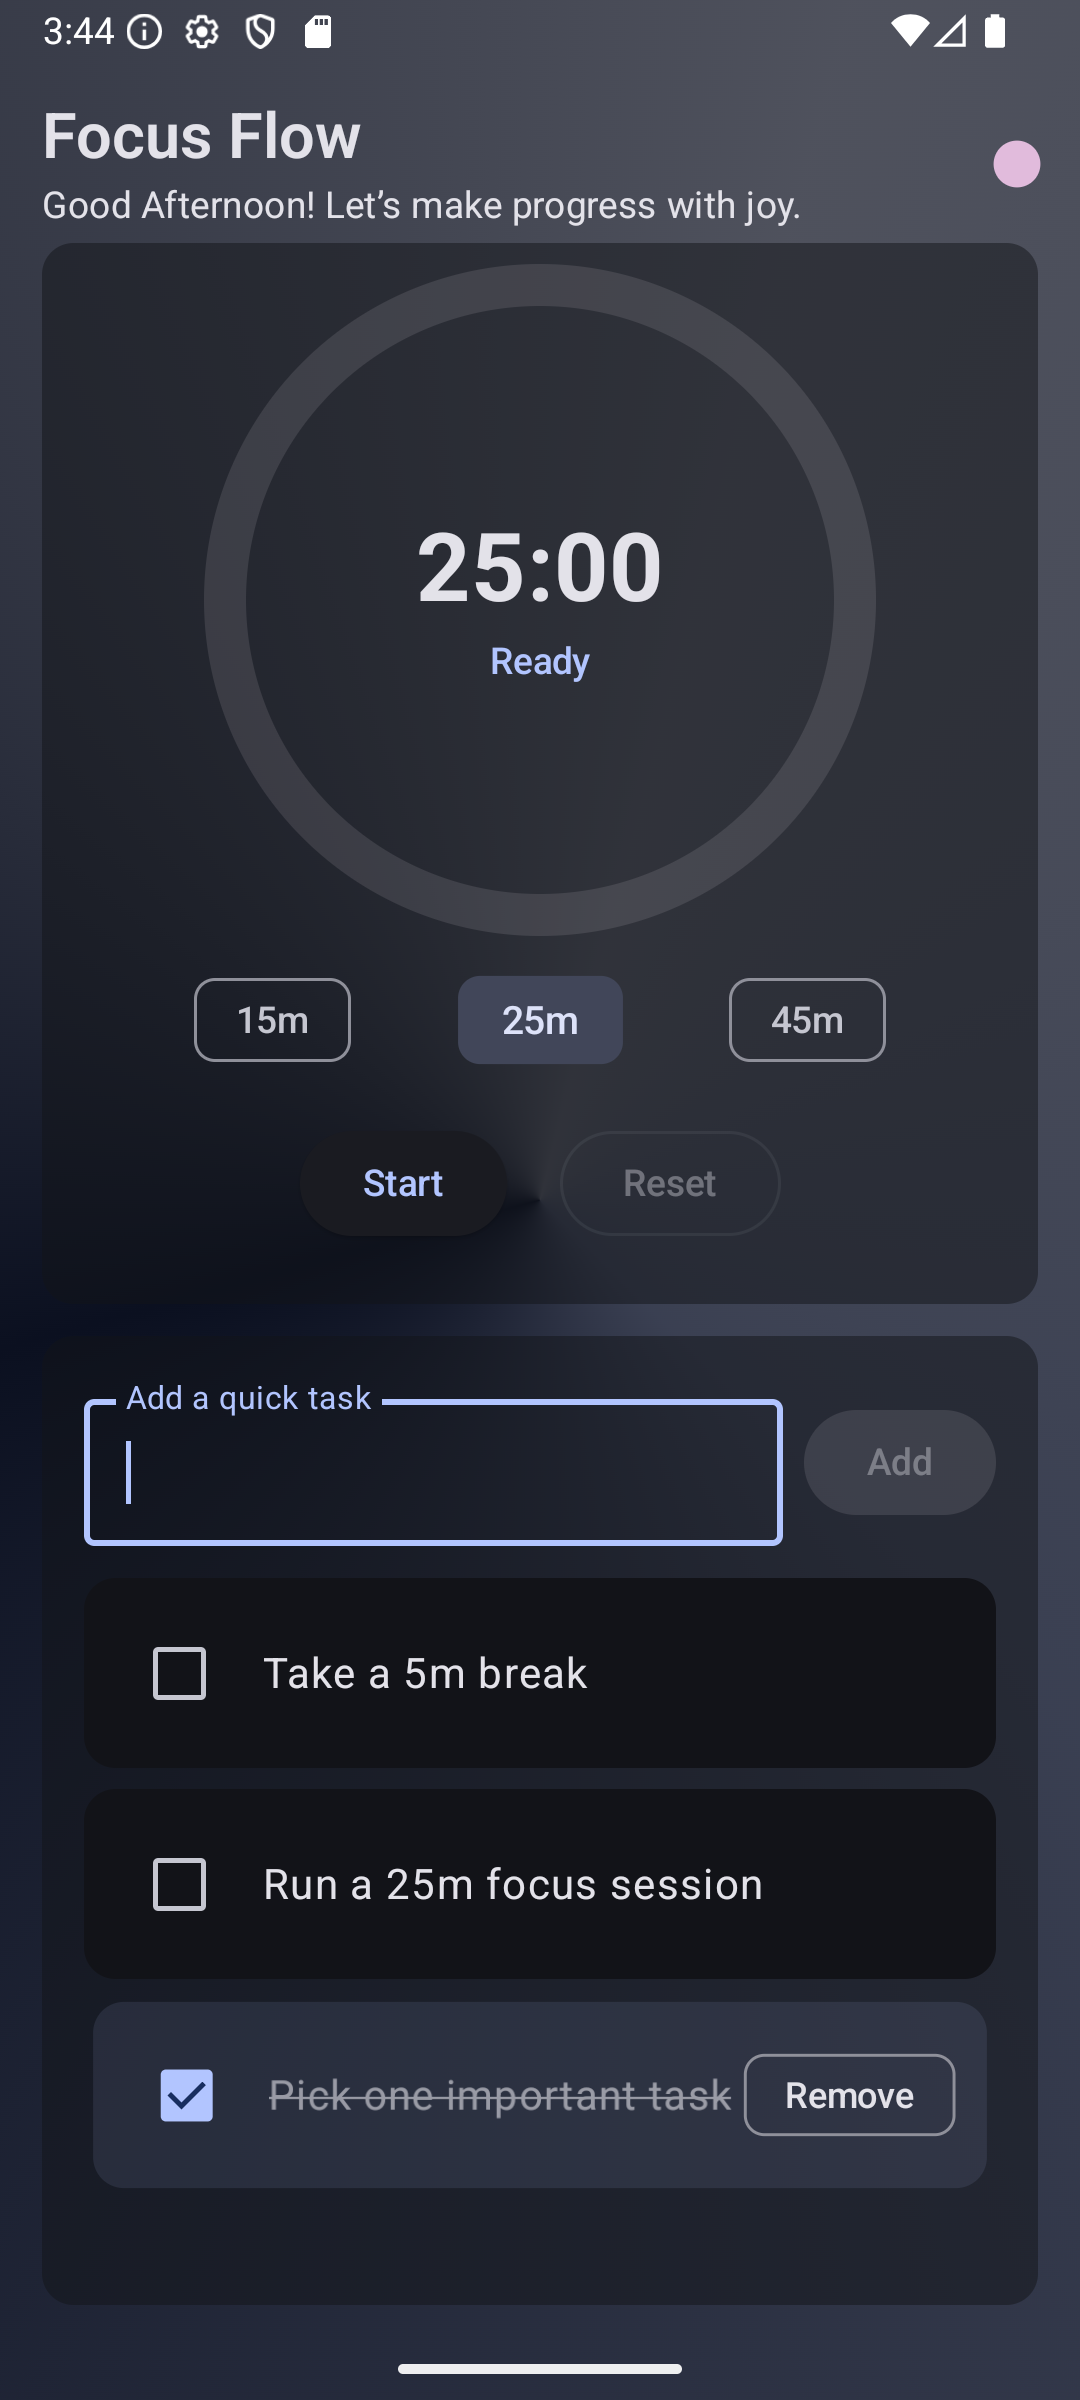 3:44
Focus Flow
Good Afternoon! Let’s make progress with joy.
25:00
Ready
15m 25m 45m
Start Reset
Add a quick task
Add
Take a 5m break
Run a 25m focus session
Pick one important task Remove